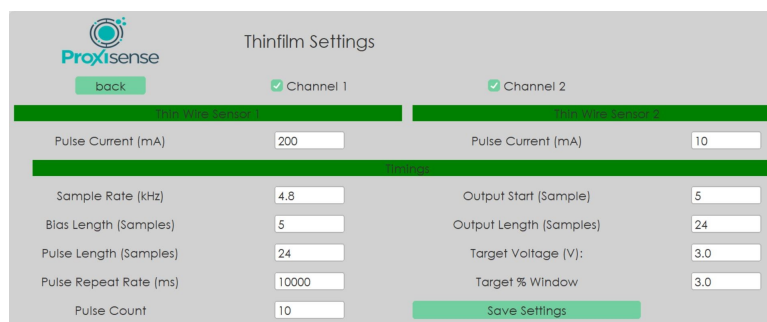 Proxisense
Thinfilm Settings
back
Channel 1
Channel 2
Thin Wire Sensor 1
Thin Wire Sensor 2
Pulse Current (mA) 200
Pulse Current (mA) 10
Timings
Sample Rate (kHz) 4.8
Output Start (Sample) 5
Bias Length (Samples) 5
Output Length (Samples) 24
Pulse Length (Samples) 24
Target Voltage (V): 3.0
Pulse Repeat Rate (ms) 10000
Target % Window 3.0
Pulse Count 10
Save Settings